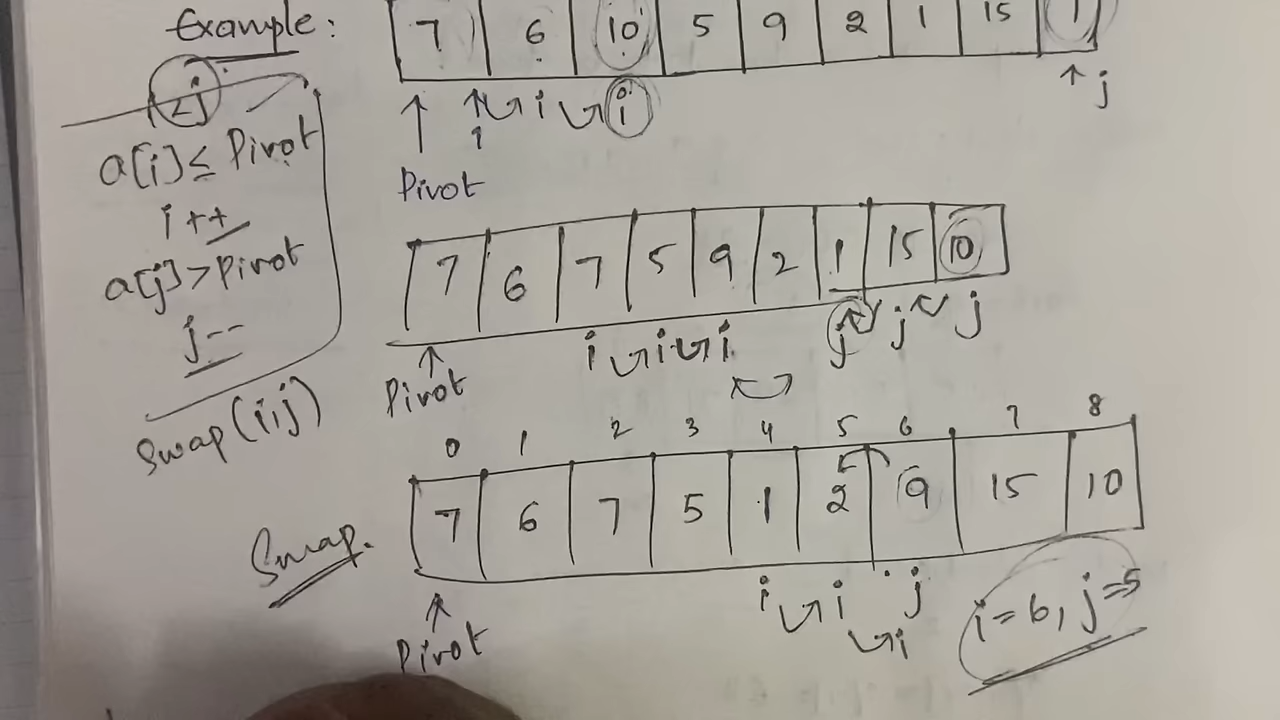 Example:
7 6 10 5 9 2 1 15
i i i j
Pivot
<j
a[i] ≤ Pivot
i++
a[j] > Pivot
j--
Swap(i,j)
7 6 7 5 9 2 1 15 10
i i i j j j
Pivot
0 1 2 3 4 5 6 7 8
7 6 7 5 1 2 9 15 10
Swap.
i i j
i
Pivot
i=6, j=5